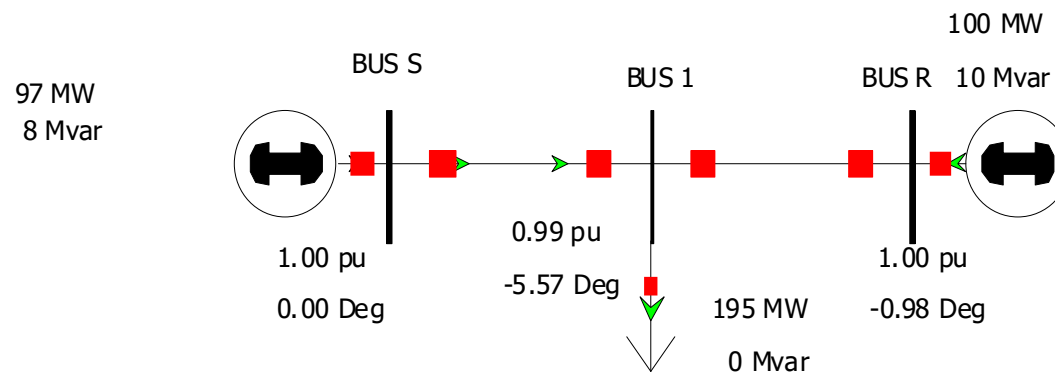 100 MW
10 Mvar
BUS S
BUS 1
BUS R
97 MW
8 Mvar
1.00 pu
0.00 Deg
0.99 pu
-5.57 Deg
1.00 pu
-0.98 Deg
195 MW
0 Mvar